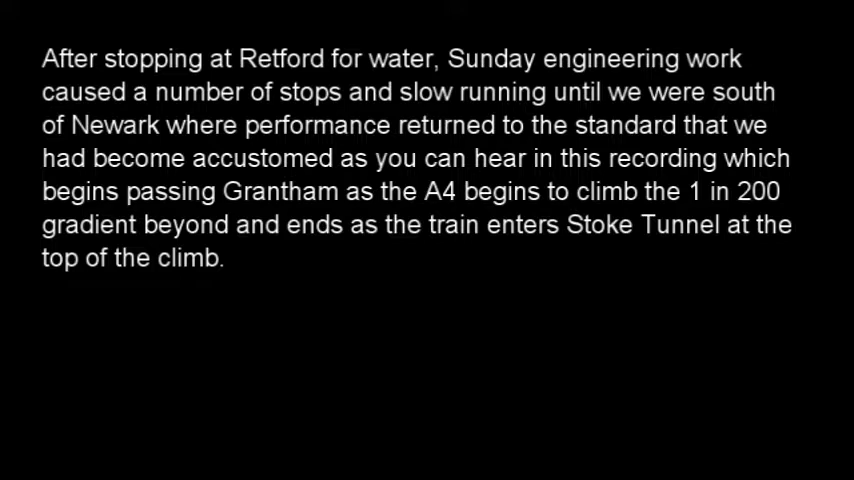 After stopping at Retford for water, Sunday engineering work
caused a number of stops and slow running until we were south
of Newark where performance returned to the standard that we
had become accustomed as you can hear in this recording which
begins passing Grantham as the A4 begins to climb the 1 in 200
gradient beyond and ends as the train enters Stoke Tunnel at the
top of the climb.